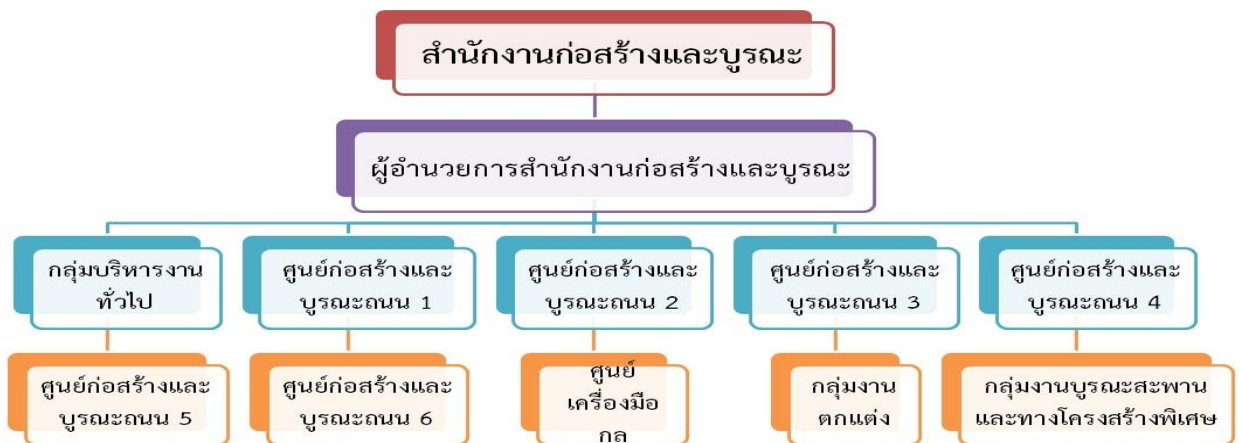 สำนักงานก่อสร้างและบูรณะ
ผู้อำนวยการสำนักงานก่อสร้างและบูรณะ
กลุ่มบริหารงาน
ทั่วไป
ศูนย์ก่อสร้างและ
บูรณะถนน 1
ศูนย์ก่อสร้างและ
บูรณะถนน 2
ศูนย์ก่อสร้างและ
บูรณะถนน 3
ศูนย์ก่อสร้างและ
บูรณะถนน 4
ศูนย์ก่อสร้างและ
บูรณะถนน 5
ศูนย์ก่อสร้างและ
บูรณะถนน 6
ศูนย์
เครื่องมือ
กล
กลุ่มงาน
ตกแต่ง
กลุ่มงานบูรณะสะพาน
และทางโครงสร้างพิเศษ